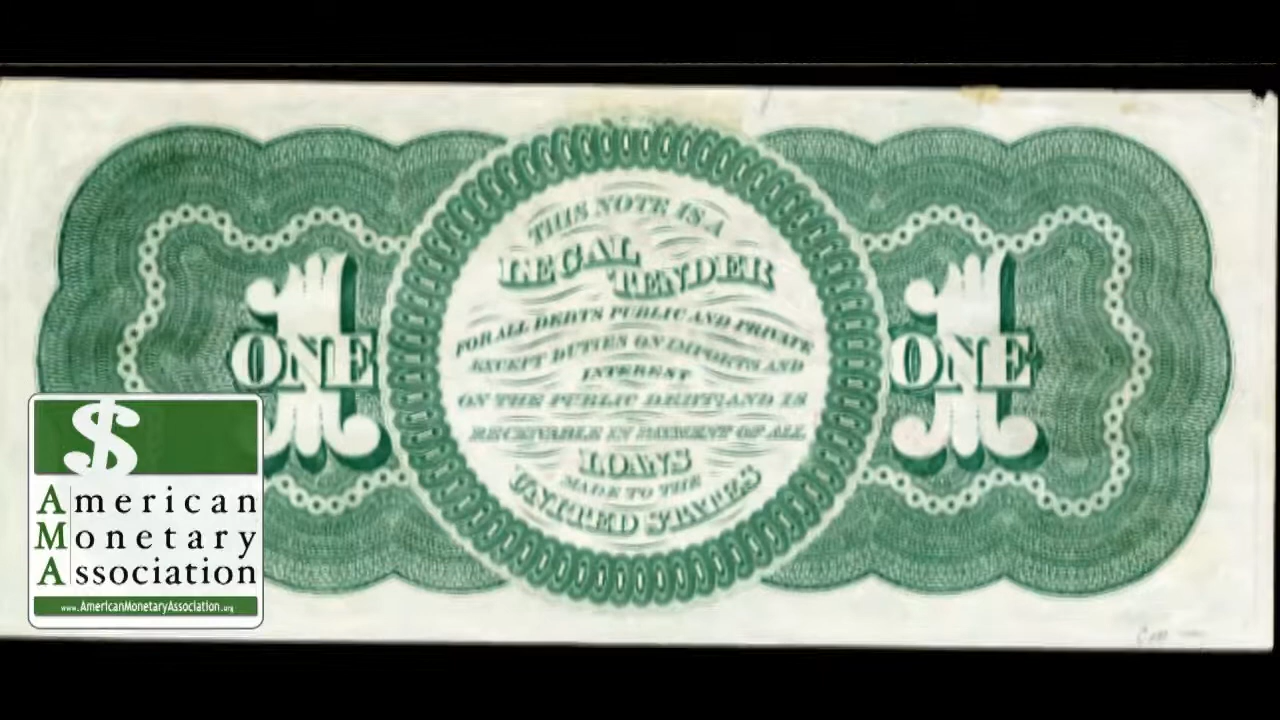 THIS NOTE IS A
LEGAL TENDER
FOR ALL DEBTS PUBLIC AND PRIVATE
EXCEPT DUTIES ON IMPORTS AND
INTEREST
ON THE PUBLIC DEBT; AND IS
RECEIVABLE IN PAYMENT OF ALL
LOANS
MADE TO THE
UNITED STATES
1
ONE
1
ONE
$
American
Monetary
Association
www.AmericanMonetaryAssociation.org